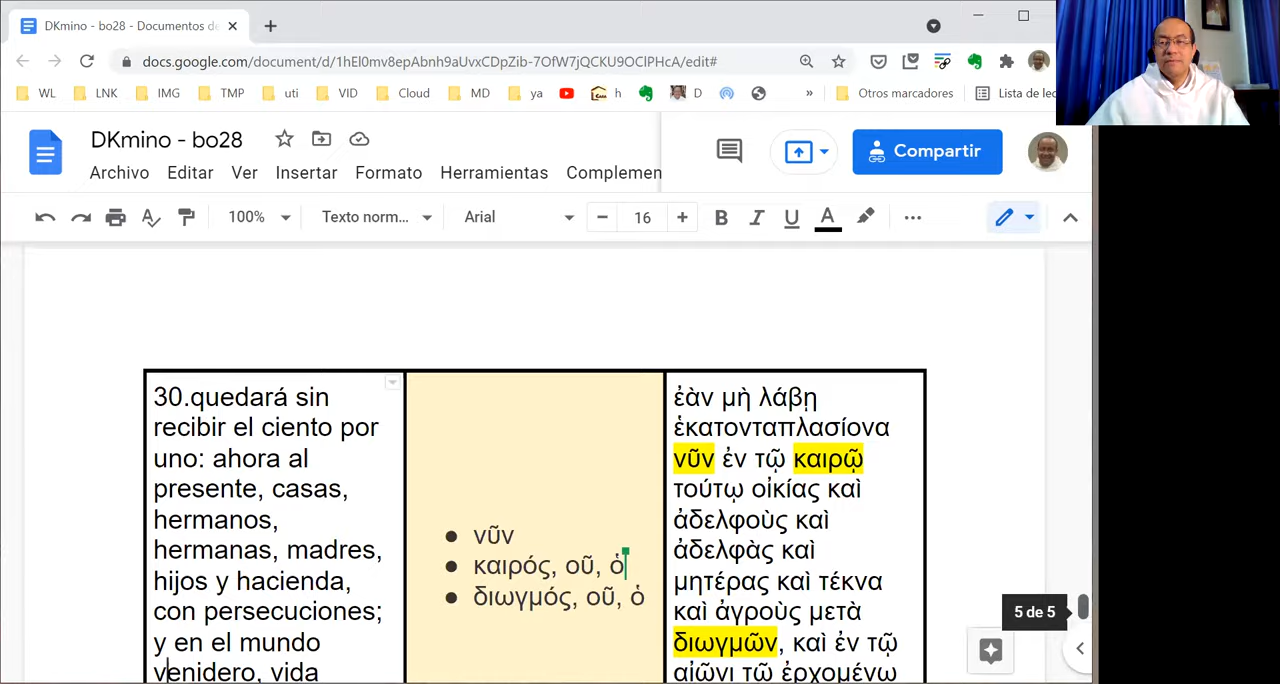 DKmino - bo28 - Documentos de
docs.google.com/document/d/1hEl0mv8epAbnh9aUvxCDpZib-7OfW7jQCKU9OClPHcA/edit#
WL LNK IMG TMP uti VID Cloud MD ya h D » Otros marcadores Lista de lec
DKmino - bo28
Archivo Editar Ver Insertar Formato Herramientas Complemen
Compartir
100% Texto norm... Arial 16 B I U A
30.quedará sin
recibir el ciento por
uno: ahora al
presente, casas,
hermanos,
hermanas, madres,
hijos y hacienda,
con persecuciones;
y en el mundo
venidero, vida
νῦν
καιρός, οῦ, ὁ
διωγμός, οῦ, ὁ
ἐὰν μὴ λάβῃ
ἑκατονταπλασίονα
νῦν ἐν τῷ καιρῷ
τούτῳ οἰκίας καὶ
ἀδελφοὺς καὶ
ἀδελφὰς καὶ
μητέρας καὶ τέκνα
καὶ ἀγροὺς μετὰ
διωγμῶν, καὶ ἐν τῷ
αἰῶνι τῷ ἐρχομένῳ
5 de 5